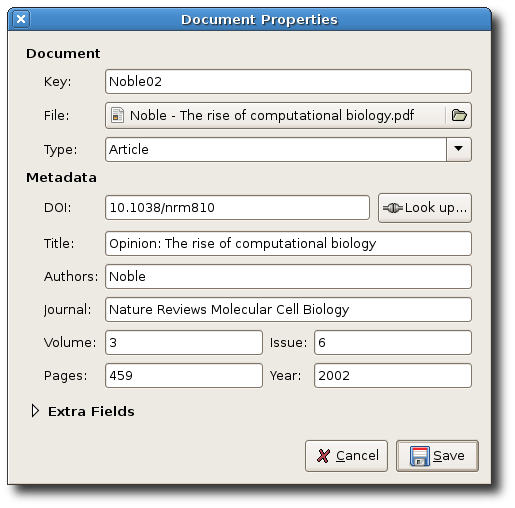 Document Properties
Document
Key: Noble02
File: Noble - The rise of computational biology.pdf
Type: Article
Metadata
DOI: 10.1038/nrm810 Look up...
Title: Opinion: The rise of computational biology
Authors: Noble
Journal: Nature Reviews Molecular Cell Biology
Volume: 3 Issue: 6
Pages: 459 Year: 2002
Extra Fields
Cancel Save